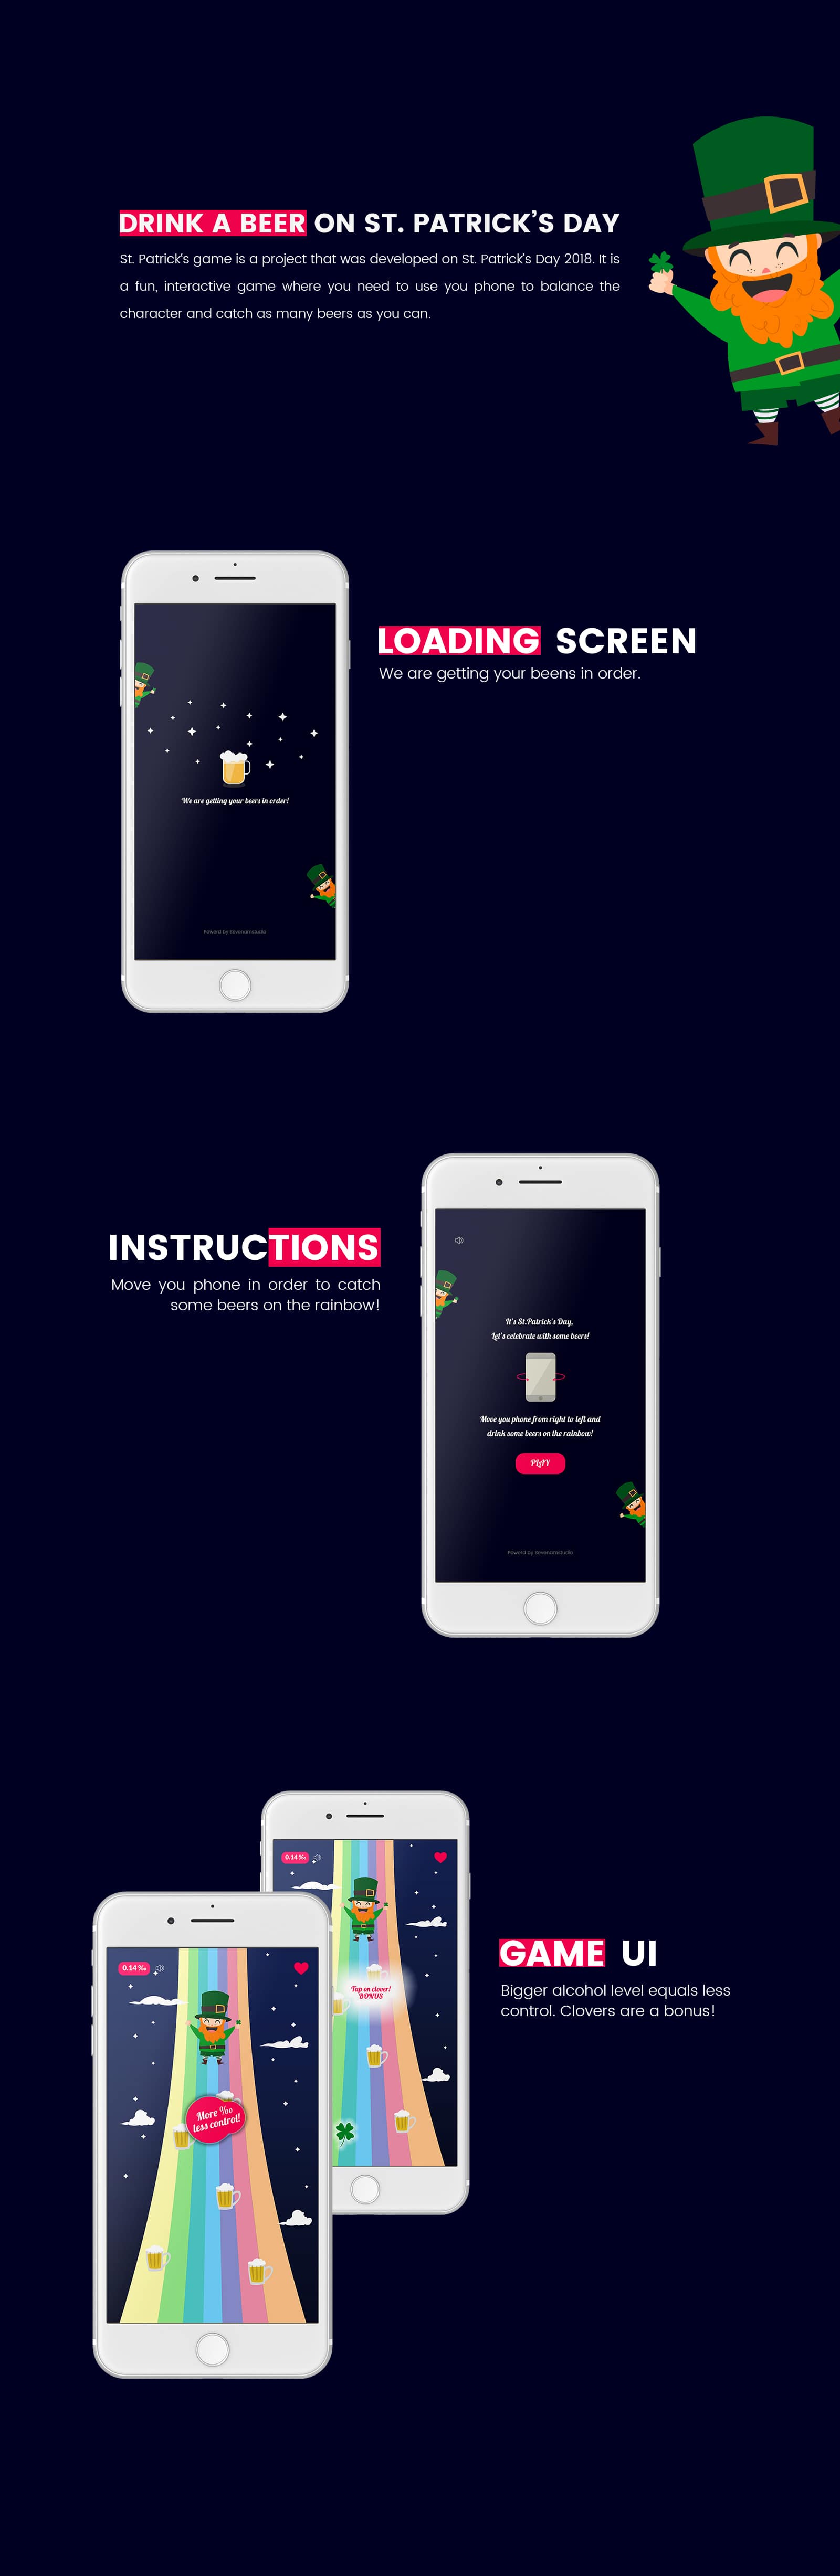 DRINK A BEER ON ST. PATRICK'S DAY
St. Patrick's game is a project that was developed on St. Patrick's Day 2018. It is
a fun, interactive game where you need to use you phone to balance the
character and catch as many beers as you can.
LOADING SCREEN
We are getting your beens in order.
We are getting your beers in order!
Powerd by Sevenamstudio
INSTRUCTIONS
Move you phone in order to catch
some beers on the rainbow!
It's St.Patrick's Day,
Let's celebrate with some beers!
Move you phone from right to left and
drink some beers on the rainbow!
PLAY
Powerd by Sevenamstudio
0.14 ‰
Tap on clover!
BONUS
0.14 ‰
More ‰
less control!
GAME UI
Bigger alcohol level equals less
control. Clovers are a bonus!